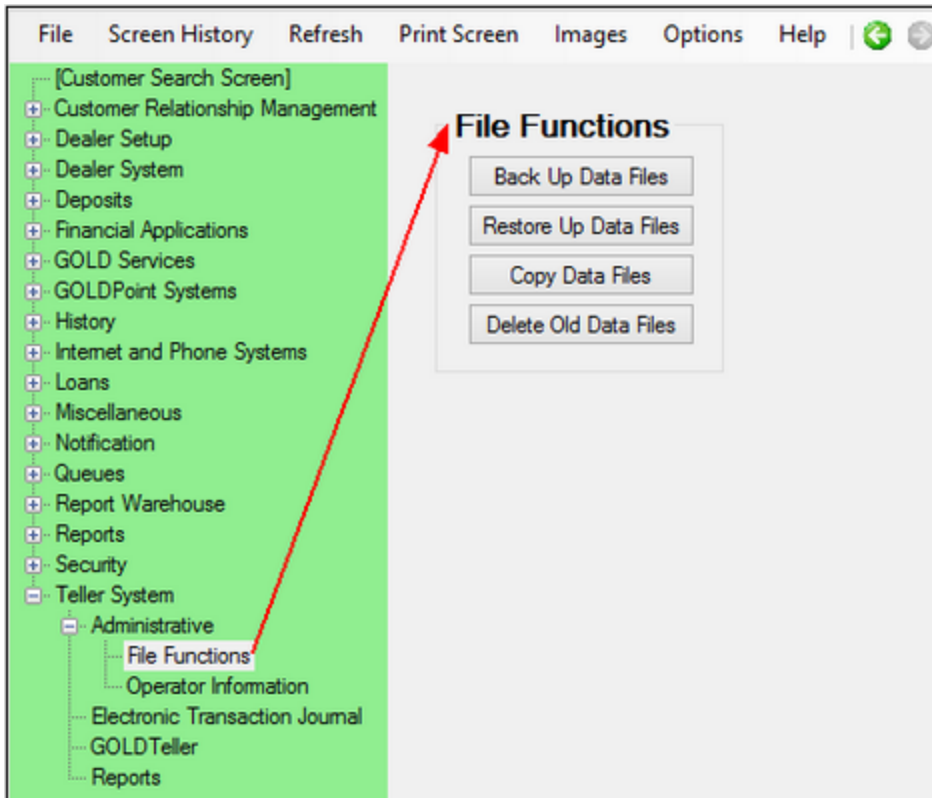 File Screen History Refresh Print Screen Images Options Help
[Customer Search Screen]
Customer Relationship Management
Dealer Setup
Dealer System
Deposits
Financial Applications
GOLD Services
GOLDPoint Systems
History
Internet and Phone Systems
Loans
Miscellaneous
Notification
Queues
Report Warehouse
Reports
Security
Teller System
Administrative
File Functions
Operator Information
Electronic Transaction Journal
GOLDTeller
Reports
File Functions
Back Up Data Files
Restore Up Data Files
Copy Data Files
Delete Old Data Files